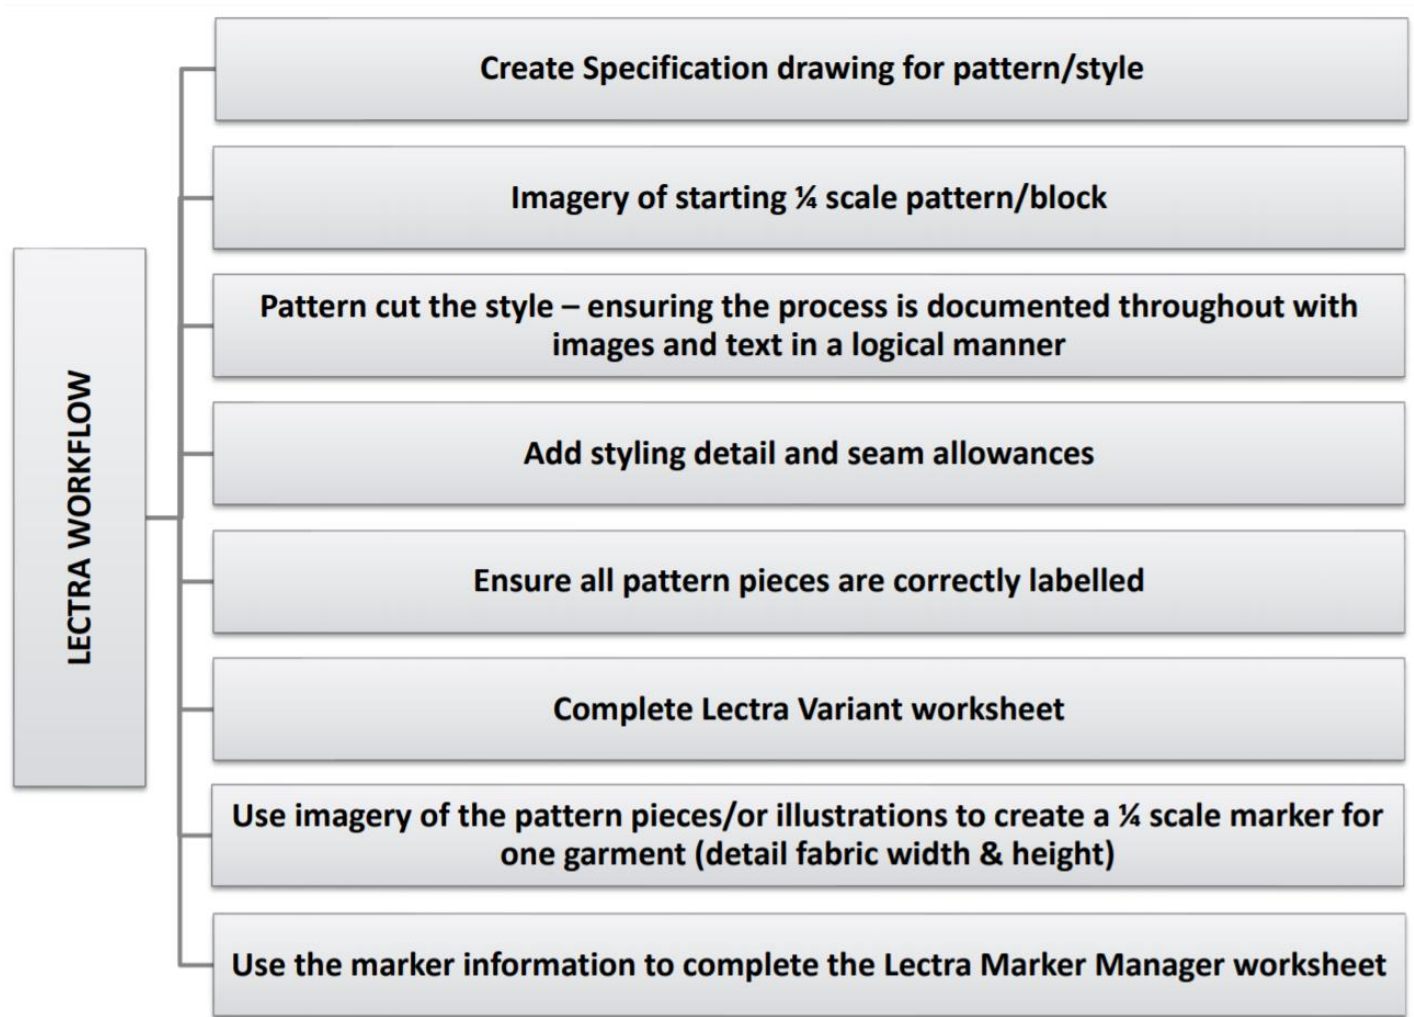 Create Specification drawing for pattern/style
Imagery of starting ¼ scale pattern/block
Pattern cut the style – ensuring the process is documented throughout with
images and text in a logical manner
Add styling detail and seam allowances
LECTRA WORKFLOW
Ensure all pattern pieces are correctly labelled
Complete Lectra Variant worksheet
Use imagery of the pattern pieces/or illustrations to create a ¼ scale marker for
one garment (detail fabric width & height)
Use the marker information to complete the Lectra Marker Manager worksheet